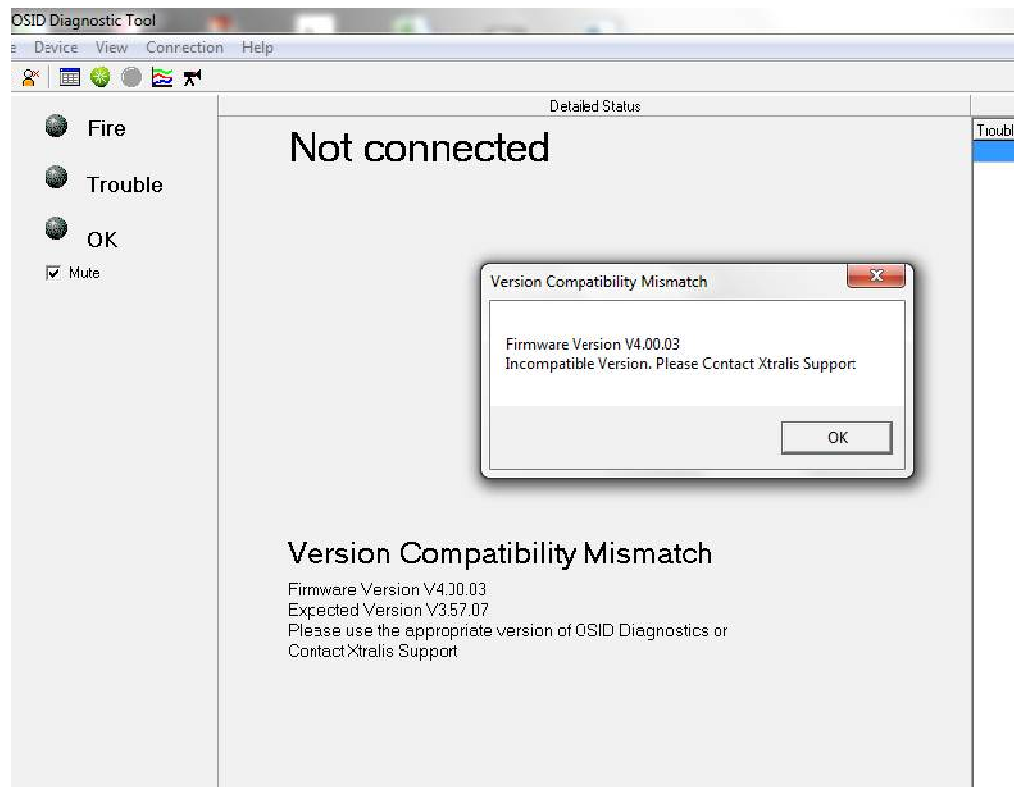 OSID Diagnostic Tool
e Device View Connection Help
Detailed Status
Troubl
Fire
Trouble
OK
Mute
Not connected
Version Compatibility Mismatch
Firmware Version V4.00.03
Incompatible Version. Please Contact Xtralis Support
OK
Version Compatibility Mismatch
Firmware Version V4.00.03
Expected Version V3.57.07
Please use the appropriate version of OSID Diagnostics or
Contact Xtralis Support